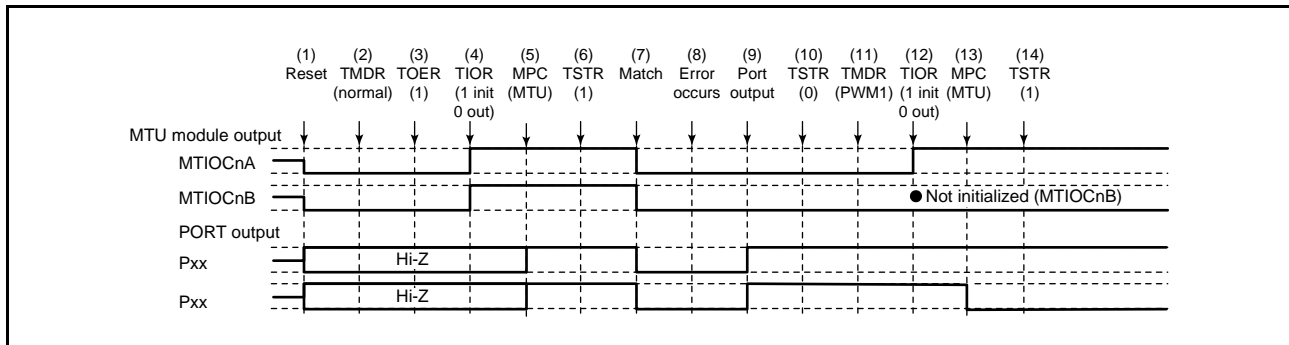 (1) (2) (3) (4) (5) (6) (7) (8) (9) (10) (11) (12) (13) (14)
Reset TMDR TOER TIOR MPC TSTR Match Error Port TSTR TMDR TIOR MPC TSTR
(normal) (1) (1 init (MTU) (1) occurs output (0) (PWM1) (1 init (MTU) (1)
0 out) 0 out)
MTU module output
MTIOCnA
MTIOCnB ● Not initialized (MTIOCnB)
PORT output
Pxx Hi-Z
Pxx Hi-Z